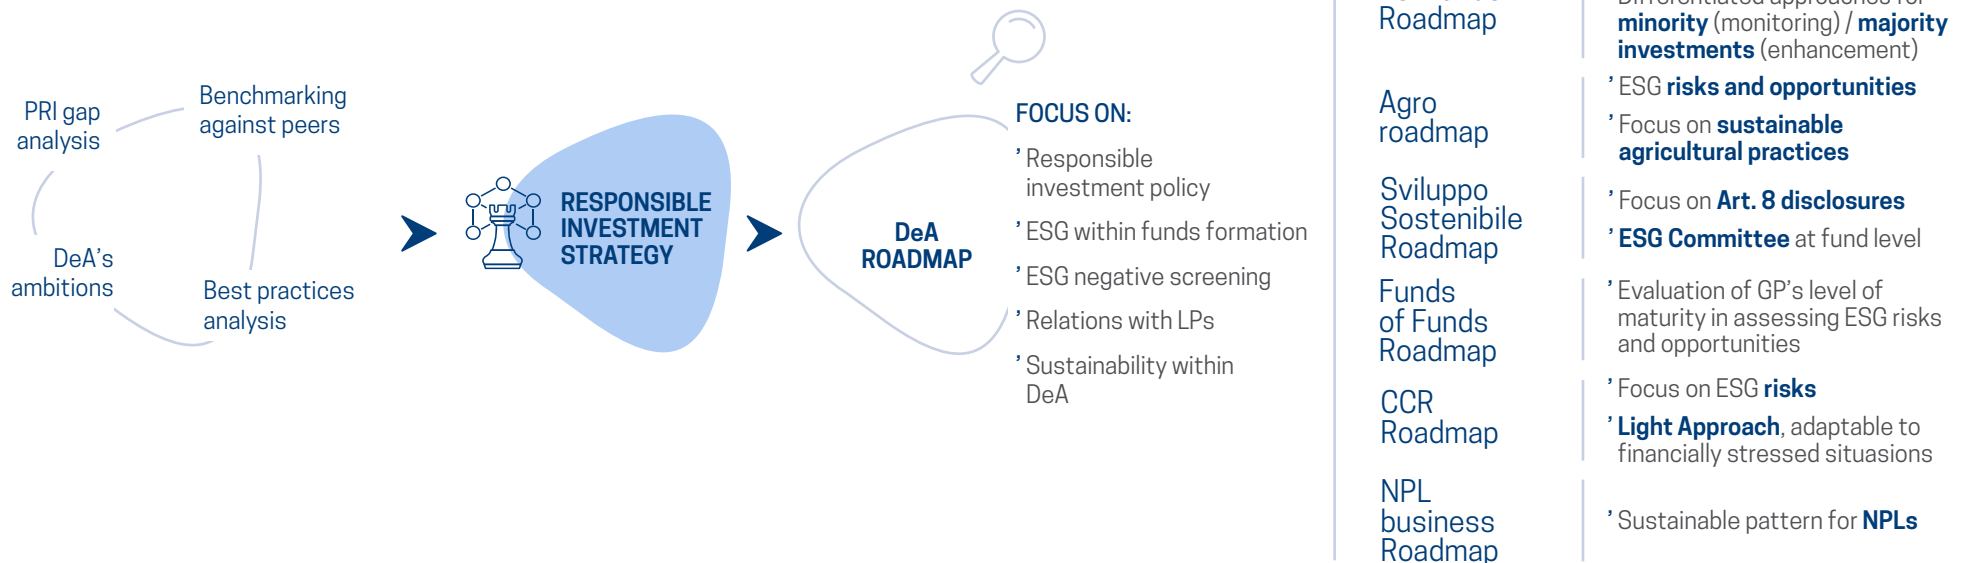 PRI gap
analysis
Benchmarking
against peers
DeA's
ambitions
Best practices
analysis
RESPONSIBLE
INVESTMENT
STRATEGY
DeA
ROADMAP
FOCUS ON:
’ Responsible
investment policy
’ ESG within funds formation
’ ESG negative screening
’ Relations with LPs
’ Sustainability within
DeA
Roadmap
minority (monitoring) / majority
investments (enhancement)
Agro
roadmap
’ ESG risks and opportunities
’ Focus on sustainable
agricultural practices
Sviluppo
Sostenibile
Roadmap
’ Focus on Art. 8 disclosures
’ ESG Committee at fund level
Funds
of Funds
Roadmap
’ Evaluation of GP's level of
maturity in assessing ESG risks
and opportunities
CCR
Roadmap
’ Focus on ESG risks
’ Light Approach, adaptable to
financially stressed situasions
NPL
business
Roadmap
’ Sustainable pattern for NPLs